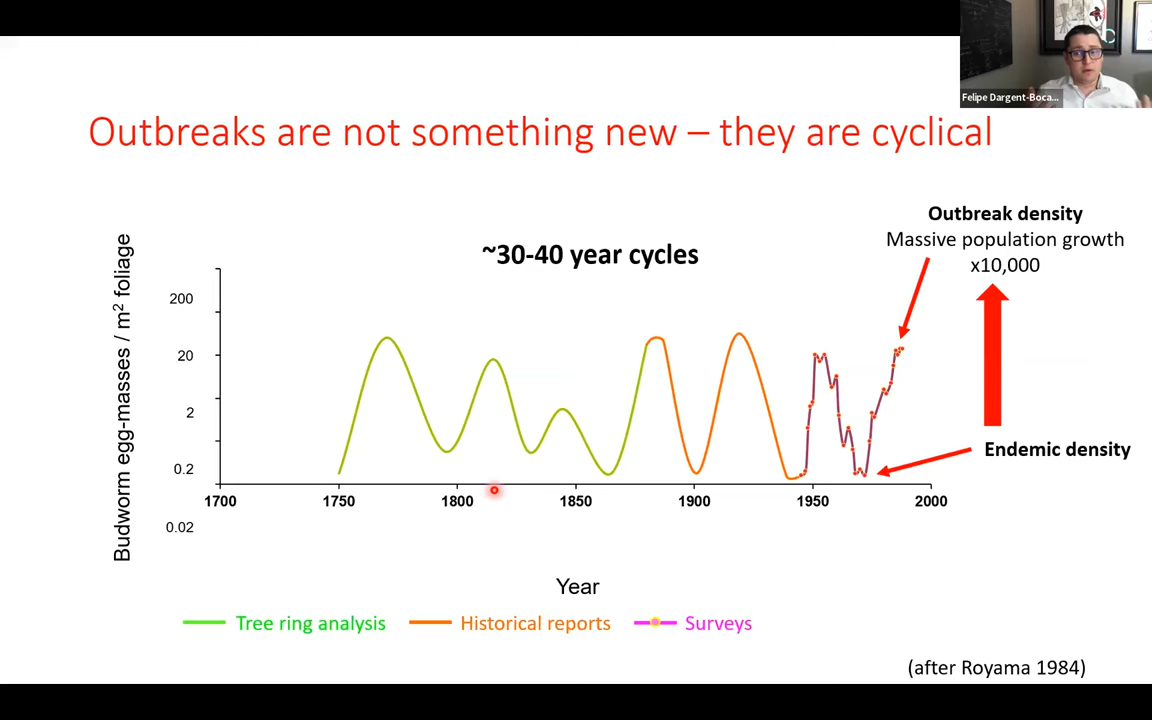 Felipe Dargent-Boca...
Outbreaks are not something new – they are cyclical
Outbreak density
Massive population growth
x10,000
~30-40 year cycles
Budworm egg-masses / m² foliage
200
20
2
0.2
0.02
Endemic density
1700 1750 1800 1850 1900 1950 2000
Year
Tree ring analysis Historical reports Surveys
(after Royama 1984)